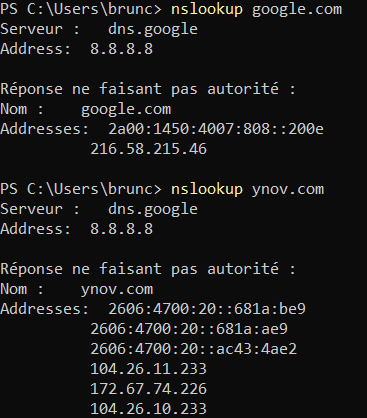 PS C:\Users\brunc> nslookup google.com
Serveur :   dns.google
Address:  8.8.8.8
Réponse ne faisant pas autorité :
Nom :    google.com
Addresses:  2a00:1450:4007:808::200e
216.58.215.46
PS C:\Users\brunc> nslookup ynov.com
Serveur :   dns.google
Address:  8.8.8.8
Réponse ne faisant pas autorité :
Nom :    ynov.com
Addresses:  2606:4700:20::681a:be9
2606:4700:20::681a:ae9
2606:4700:20::ac43:4ae2
104.26.11.233
172.67.74.226
104.26.10.233